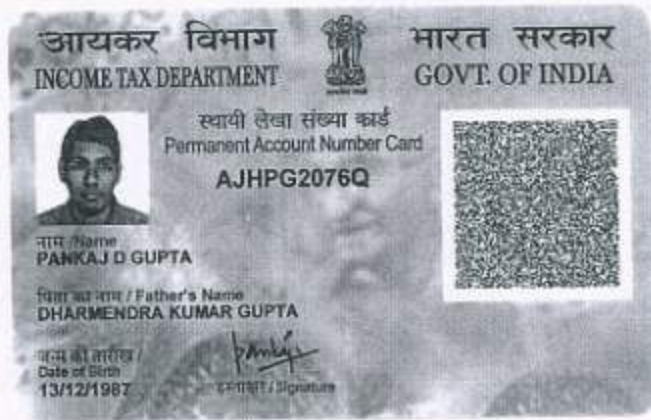 आयकर विभाग
INCOME TAX DEPARTMENT
भारत सरकार
GOVT. OF INDIA
स्थायी लेखा संख्या कार्ड
Permanent Account Number Card
AJHPG2076Q
नाम /Name
PANKAJ D GUPTA
पिता का नाम / Father's Name
DHARMENDRA KUMAR GUPTA
जन्म की तारीख /
Date of Birth
13/12/1987
Pankaj
हस्ताक्षर / Signature